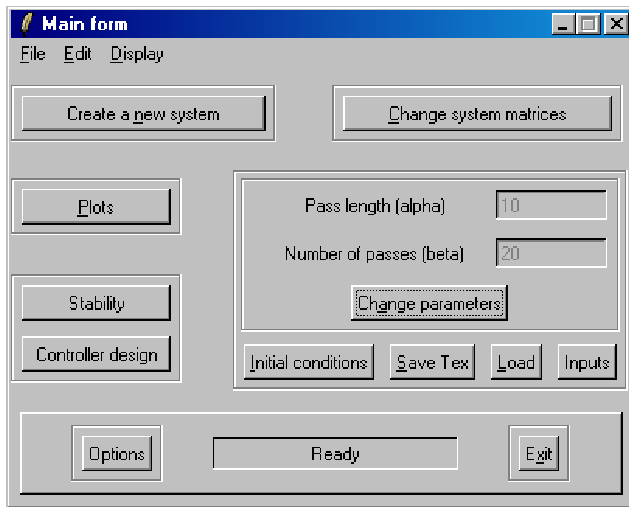 Main form
File Edit Display
Create a new system Change system matrices
Plots
Pass length (alpha) 10
Number of passes (beta) 20
Change parameters
Stability
Controller design
Initial conditions Save Tex Load Inputs
Options Ready Exit